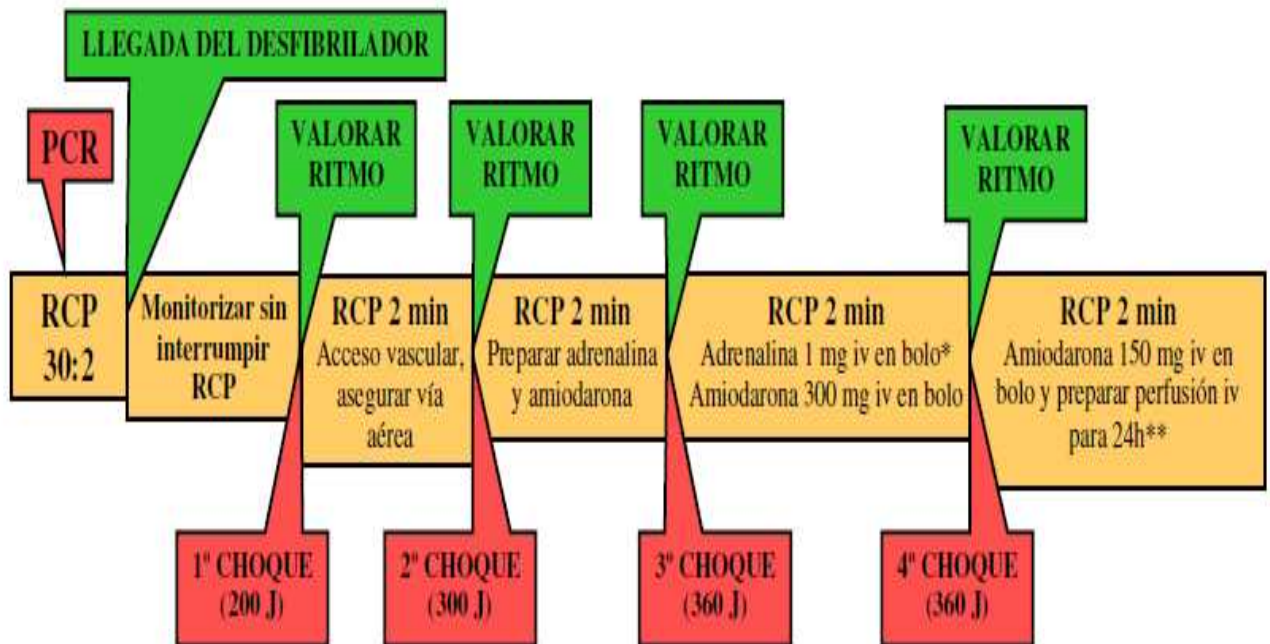 LLEGADA DEL DESFIBRILADOR
PCR
VALORAR
RITMO
VALORAR
RITMO
VALORAR
RITMO
VALORAR
RITMO
RCP
30:2
Monitorizar sin
interrumpir
RCP
RCP 2 min
Acceso vascular,
asegurar vía
aérea
RCP 2 min
Preparar adrenalina
y amiodarona
RCP 2 min
Adrenalina 1 mg iv en bolo*
Amiodarona 300 mg iv en bolo
RCP 2 min
Amiodarona 150 mg iv en
bolo y preparar perfusión iv
para 24h**
1º CHOQUE
(200 J)
2º CHOQUE
(300 J)
3º CHOQUE
(360 J)
4º CHOQUE
(360 J)